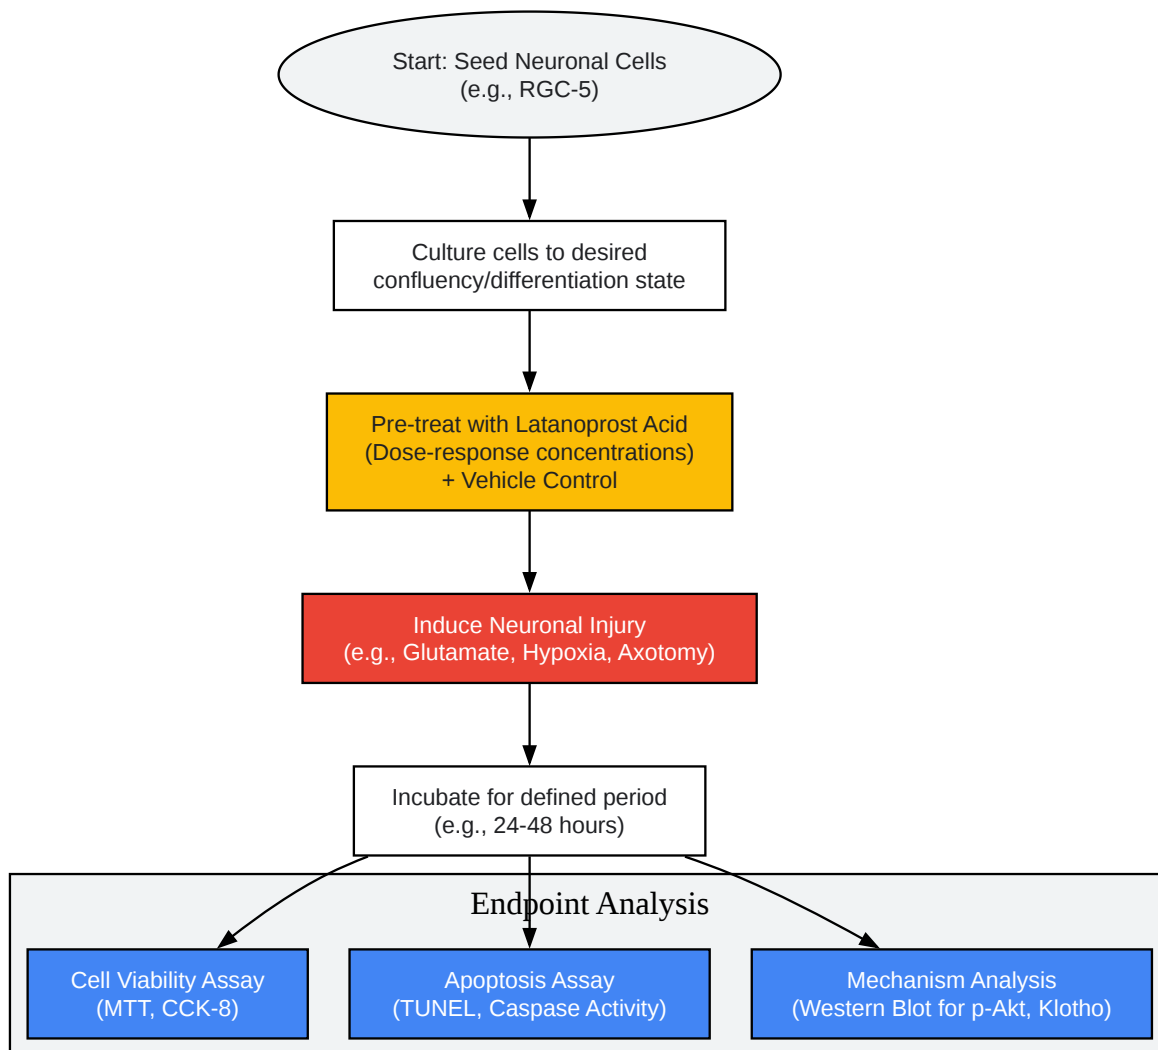 Start: Seed Neuronal Cells
(e.g., RGC-5)
Culture cells to desired
confluency/differentiation state
Pre-treat with Latanoprost Acid
(Dose-response concentrations)
+ Vehicle Control
Induce Neuronal Injury
(e.g., Glutamate, Hypoxia, Axotomy)
Incubate for defined period
(e.g., 24-48 hours)
Endpoint Analysis
Cell Viability Assay
(MTT, CCK-8)
Apoptosis Assay
(TUNEL, Caspase Activity)
Mechanism Analysis
(Western Blot for p-Akt, Klotho)